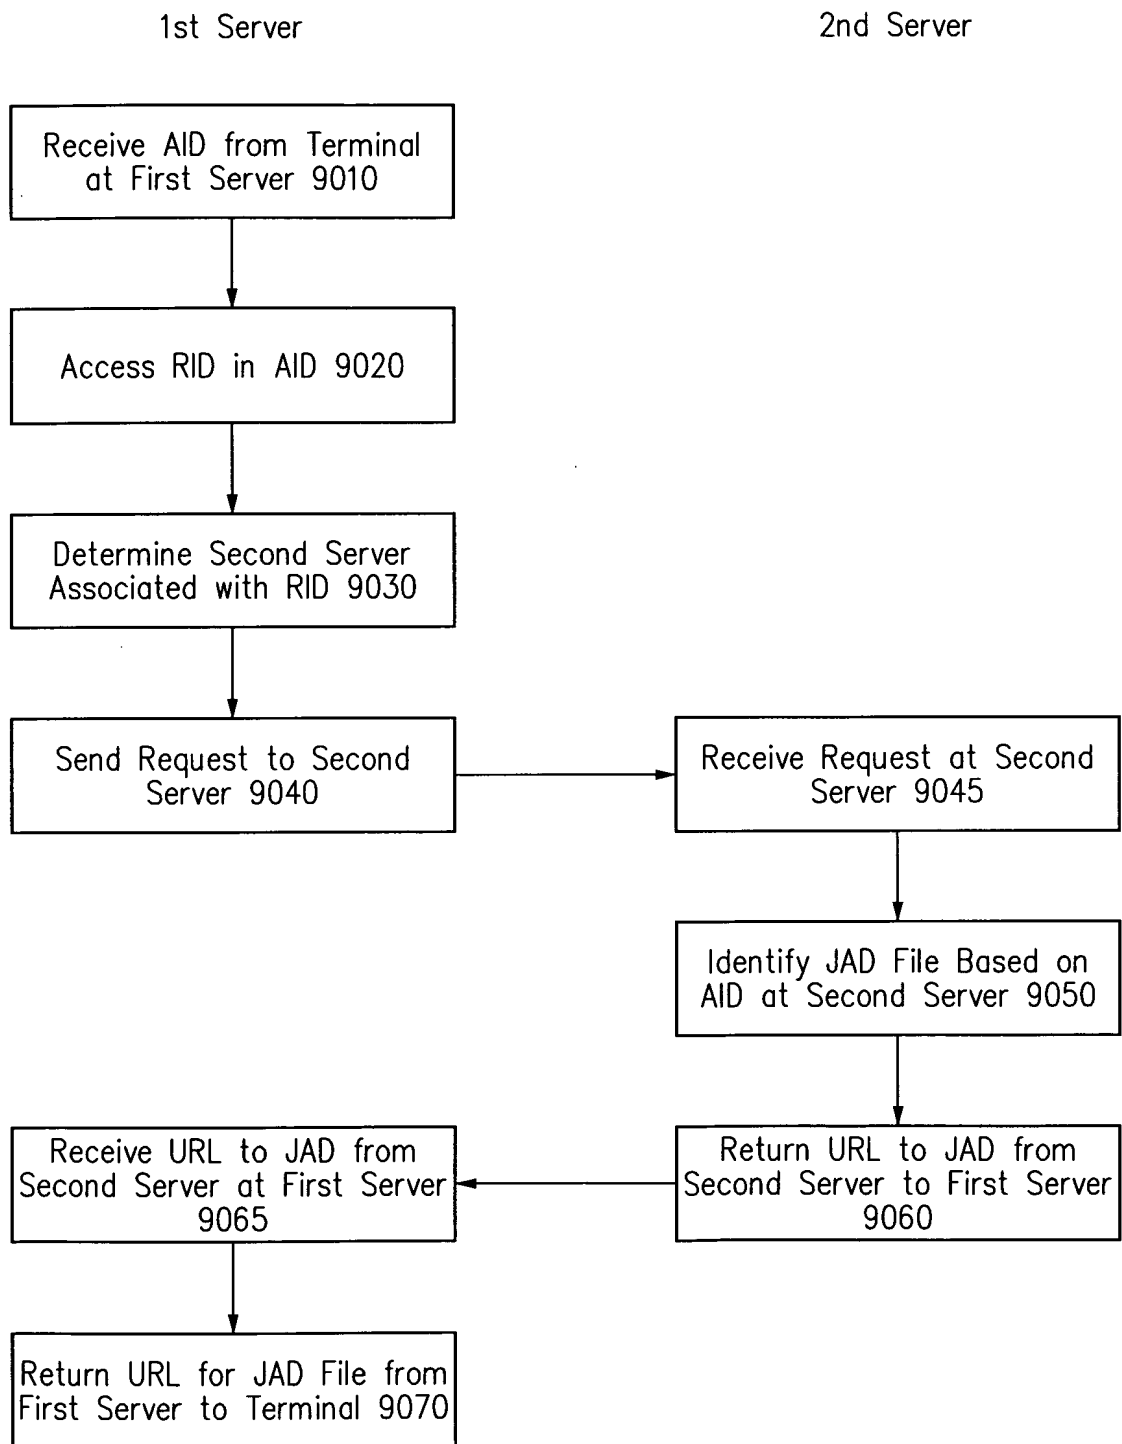 1st Server
2nd Server
Receive AID from Terminal
at First Server 9010
Access RID in AID 9020
Determine Second Server
Associated with RID 9030
Send Request to Second
Server 9040
Receive Request at Second
Server 9045
Identify JAD File Based on
AID at Second Server 9050
Return URL to JAD from
Second Server to First Server
9060
Receive URL to JAD from
Second Server at First Server
9065
Return URL for JAD File from
First Server to Terminal 9070